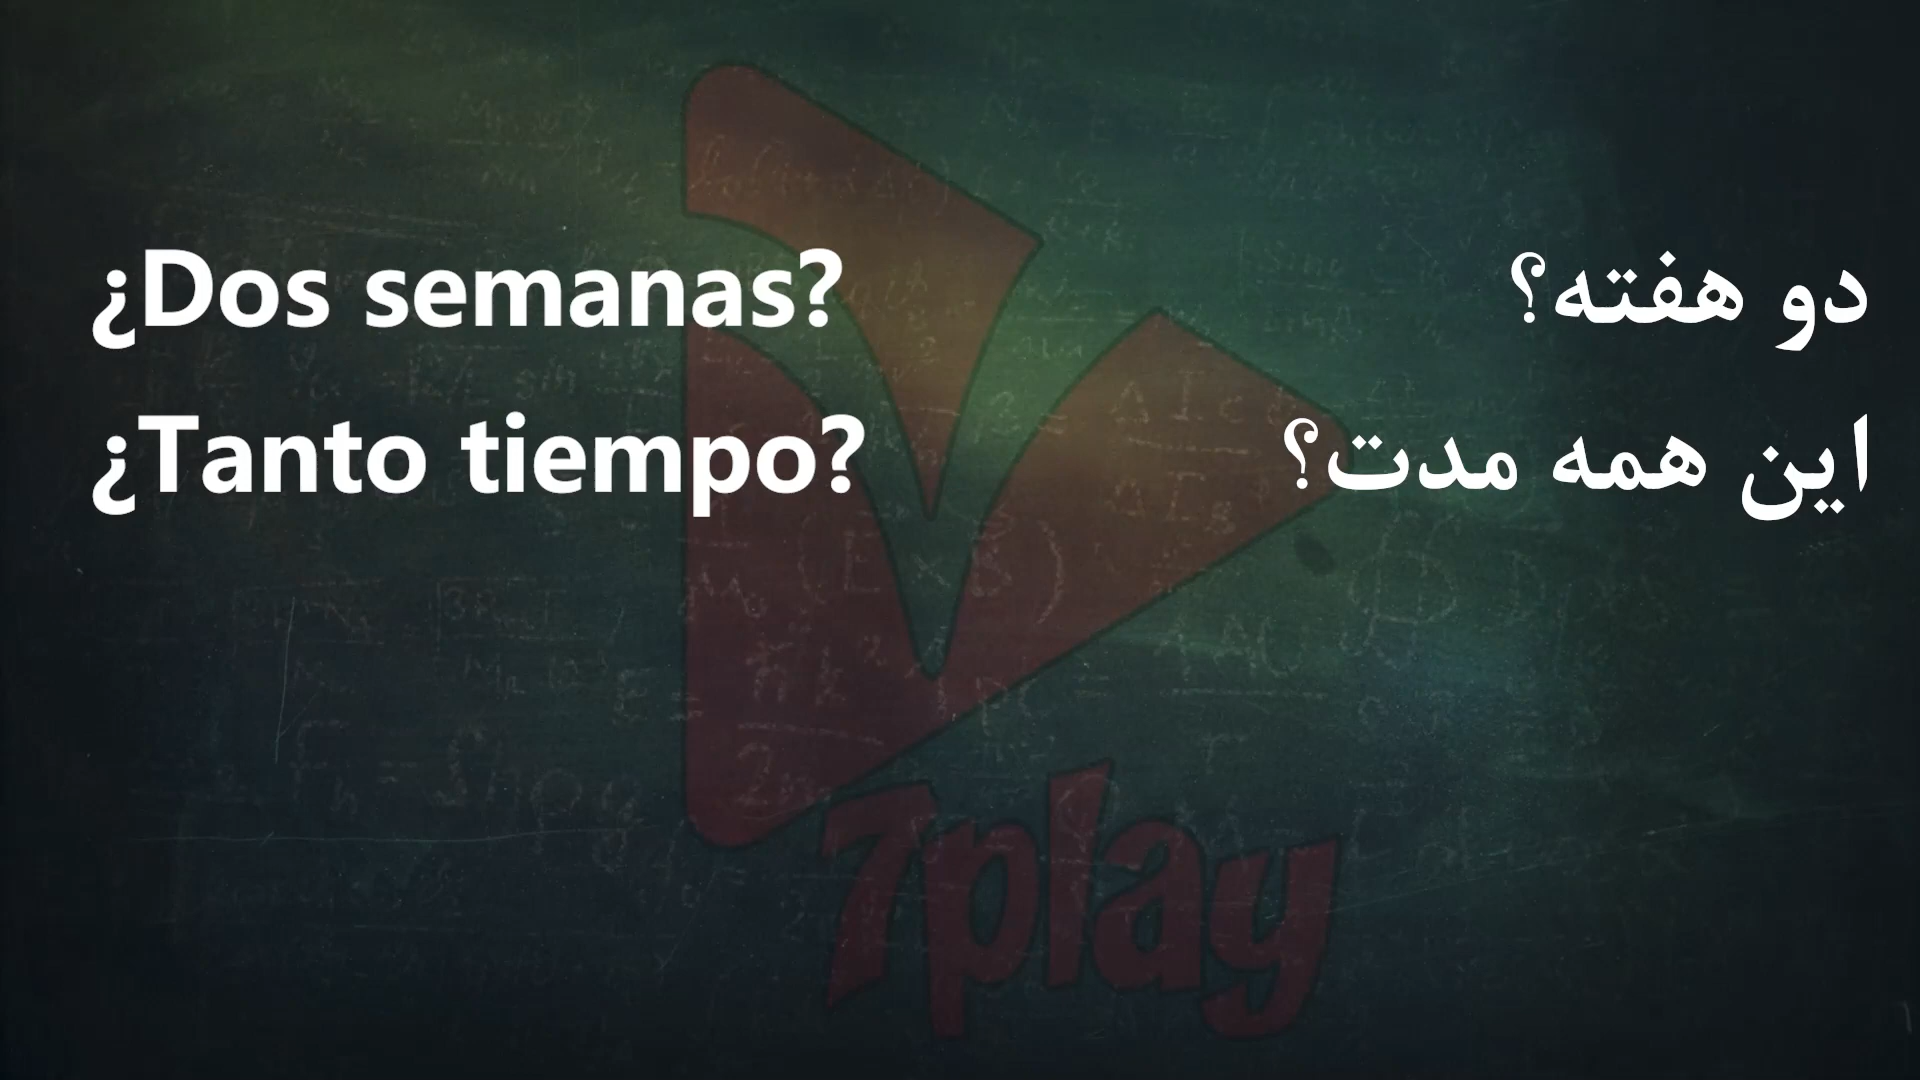 ¿Dos semanas? دو هفته؟
¿Tanto tiempo? این همه مدت؟
7play